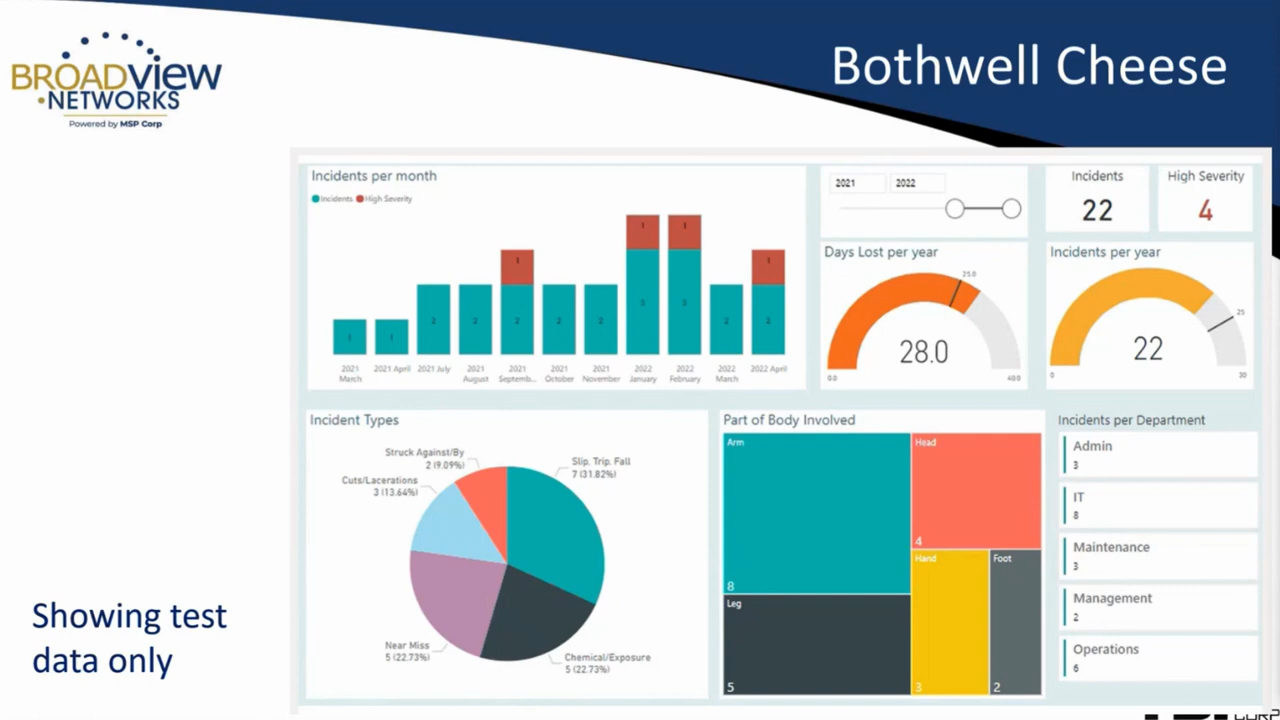 BROADVIEW
NETWORKS
Powered by MSP Corp
Bothwell Cheese
Incidents per month
Incidents High Severity
1
1
2
2
1
2
2
2
1
3
1
3
2
1
2
2021 March
2021 April
2021 July
2021 August
2021 Septemb...
2021 October
2021 November
2022 January
2022 February
2022 March
2022 April
2021 2022
Incidents
22
High Severity
4
Days Lost per year
25.0
28.0
0.0 40.0
Incidents per year
25
22
0 30
Incident Types
Struck Against/By
2 (9.09%)
Slip, Trip, Fall
7 (31.82%)
Cuts/Lacerations
3 (13.64%)
Near Miss
5 (22.73%)
Chemical/Exposure
5 (22.73%)
Part of Body Involved
Arm
8
Head
4
Leg
5
Hand
3
Foot
2
Incidents per Department
Admin
3
IT
8
Maintenance
3
Management
2
Operations
6
Showing test
data only